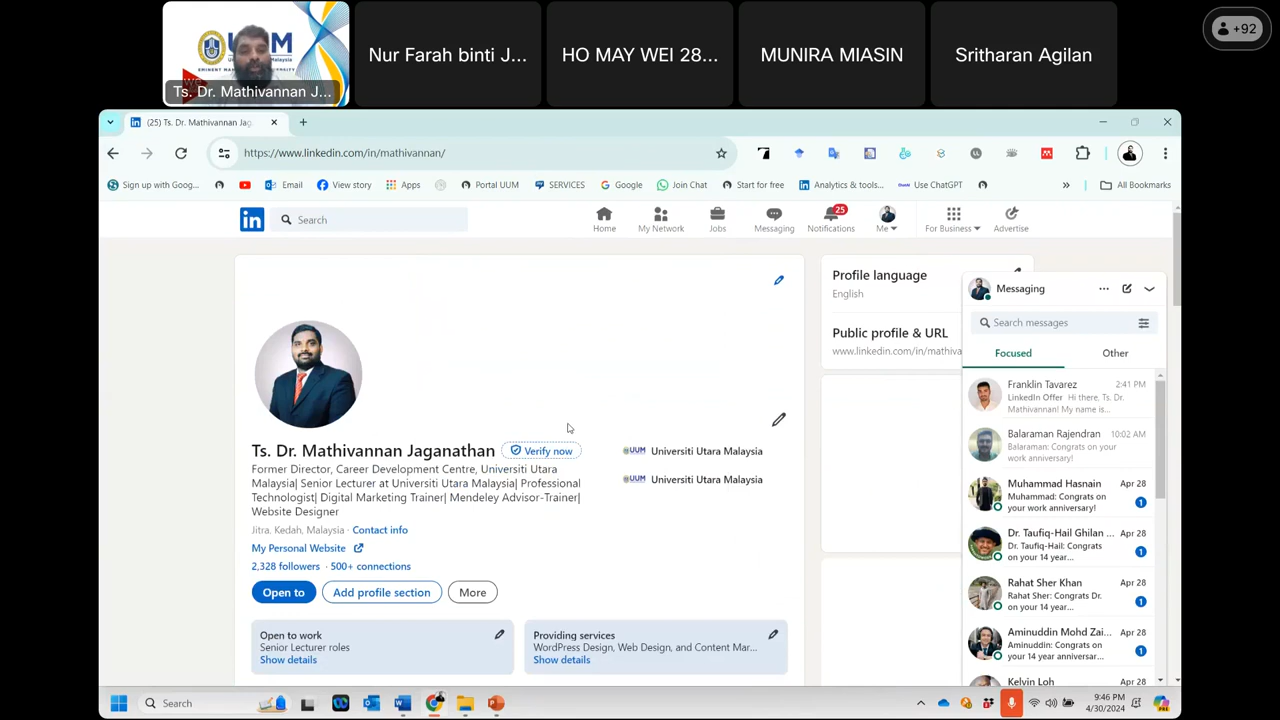 UUM
Ts. Dr. Mathivannan J...
Nur Farah binti J...
HO MAY WEI 28...
MUNIRA MIASIN
Sritharan Agilan
+92
(25) Ts. Dr. Mathivannan Jag
https://www.linkedin.com/in/mathivannan/
Sign up with Goog...
Email
View story
Apps
Portal UUM
SERVICES
Google
Join Chat
Start for free
Analytics & tools...
Use ChatGPT
All Bookmarks
in
Search
Home
My Network
Jobs
Messaging
25
Notifications
Me
For Business
Advertise
Profile language
English
Public profile & URL
www.linkedin.com/in/mathiva
Ts. Dr. Mathivannan Jaganathan
Verify now
Former Director, Career Development Centre, Universiti Utara
Malaysia| Senior Lecturer at Universiti Utara Malaysia| Professional
Technologist| Digital Marketing Trainer| Mendeley Advisor-Trainer|
Website Designer
UUM Universiti Utara Malaysia
UUM Universiti Utara Malaysia
Jitra, Kedah, Malaysia · Contact info
My Personal Website
2,328 followers · 500+ connections
Open to
Add profile section
More
Open to work
Senior Lecturer roles
Show details
Providing services
WordPress Design, Web Design, and Content Mar...
Show details
Messaging
Search messages
Focused
Other
Franklin Tavarez 2:41 PM
LinkedIn Offer Hi there, Ts. Dr.
Mathivannan! My name is...
Balaraman Rajendran 10:02 AM
Balaraman: Congrats on your
work anniversary!
Muhammad Hasnain Apr 28
Muhammad: Congrats on
your work anniversary!
1
Dr. Taufiq-Hail Ghilan ... Apr 28
Dr. Taufiq-Hail: Congrats
on your 14 year...
1
Rahat Sher Khan Apr 28
Rahat Sher: Congrats Dr.
on your 14 year...
1
Aminuddin Mohd Zai... Apr 28
Aminuddin: Congrats on
your 14 year anniversar...
1
Kelvin Loh Apr 28
Search
9:46 PM
4/30/2024